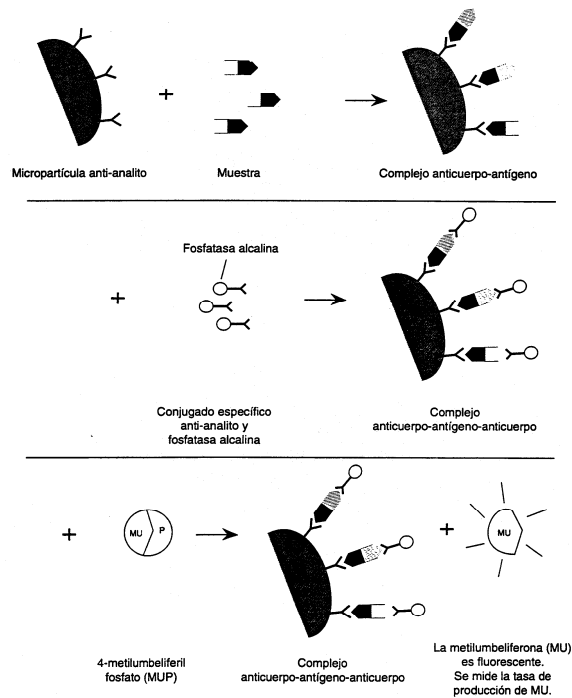 Micropartícula anti-analito
Muestra
Complejo anticuerpo-antígeno
Fosfatasa alcalina
Conjugado específico
anti-analito y
fosfatasa alcalina
Complejo
anticuerpo-antígeno-anticuerpo
MU
P
MU
4-metilumbeliferil
fosfato (MUP)
Complejo
anticuerpo-antígeno-anticuerpo
La metilumbeliferona (MU)
es fluorescente.
Se mide la tasa de
producción de MU.